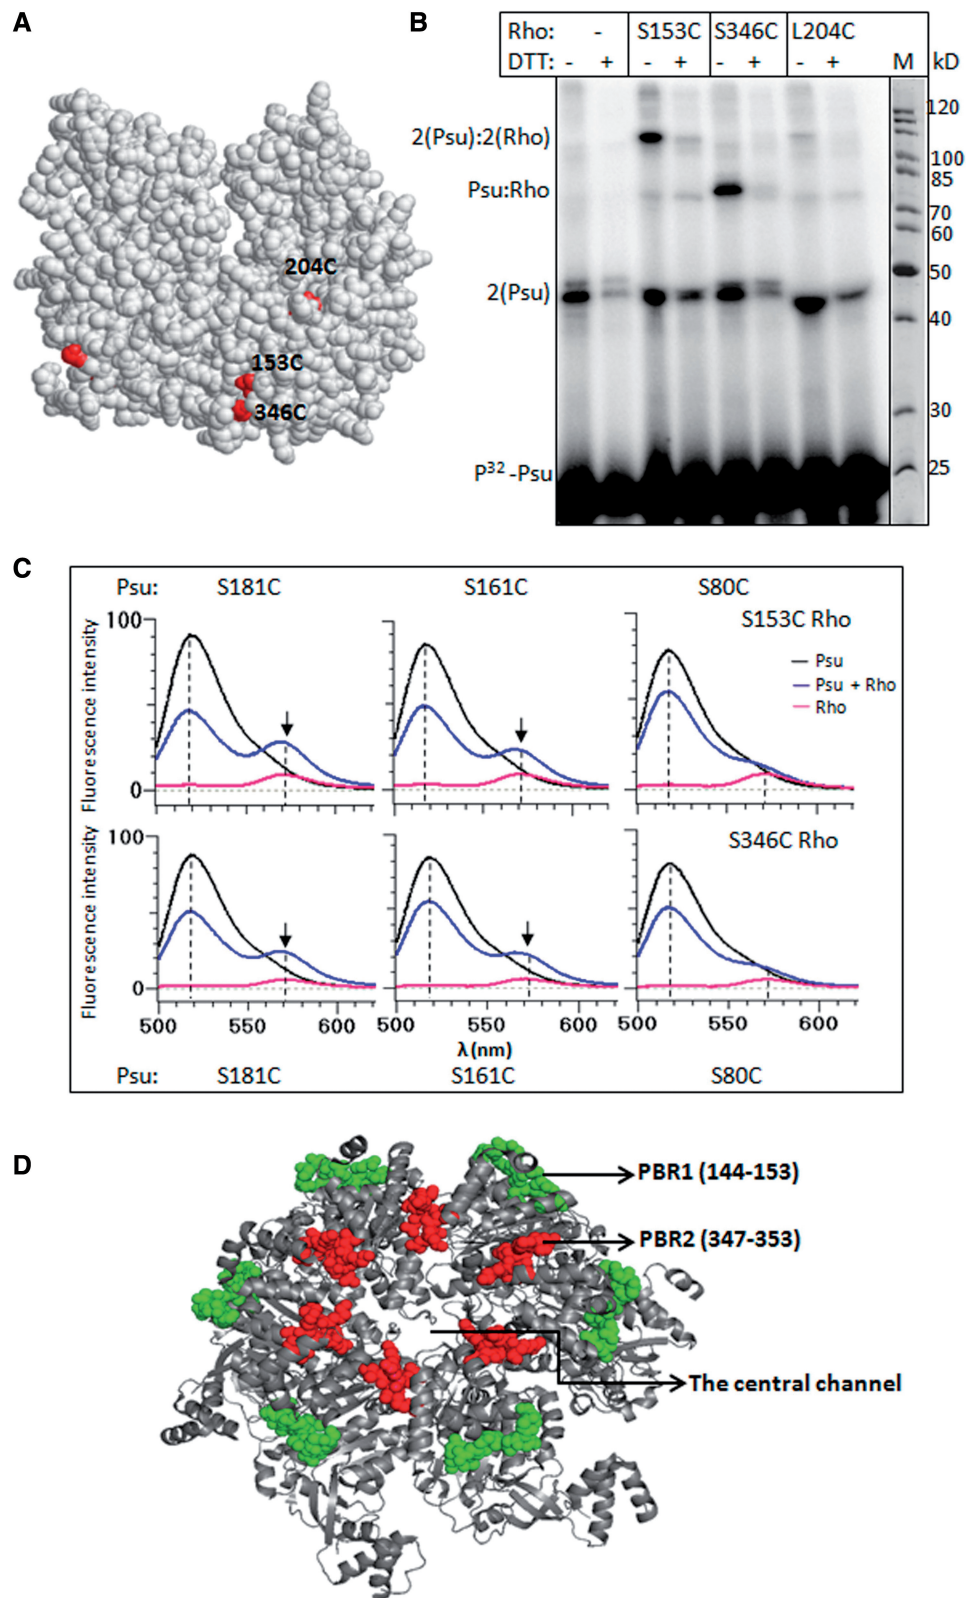 A
204C
153C
346C
B
Rho: - S153C S346C L204C
DTT: - + - + - + - + M kD
2(Psu):2(Rho)
Psu:Rho
2(Psu)
P32-Psu
120
100
85
70
60
50
40
30
25
C
Psu: S181C S161C S80C
S153C Rho
Psu
Psu + Rho
Rho
Fluorescence intensity
100
0
S346C Rho
Fluorescence intensity
100
0
500 550 600 500 550 600 500 550 600
λ(nm)
Psu: S181C S161C S80C
D
PBR1 (144-153)
PBR2 (347-353)
The central channel